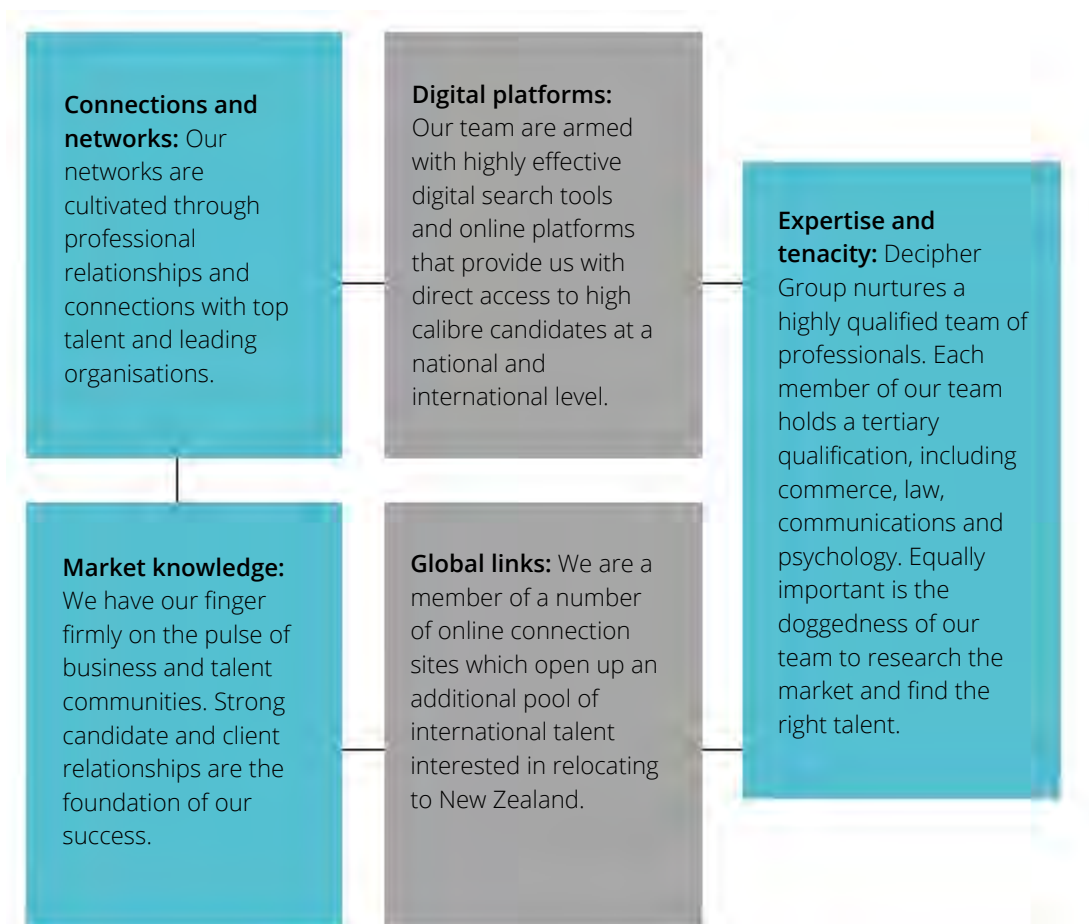 Connections and
networks: Our
networks are
cultivated through
professional
relationships and
connections with top
talent and leading
organisations.
Digital platforms:
Our team are armed
with highly effective
digital search tools
and online platforms
that provide us with
direct access to high
calibre candidates at a
national and
international level.
Expertise and
tenacity: Decipher
Group nurtures a
highly qualified team of
professionals. Each
member of our team
holds a tertiary
qualification, including
commerce, law,
communications and
psychology. Equally
important is the
doggedness of our
team to research the
market and find the
right talent.
Market knowledge:
We have our finger
firmly on the pulse of
business and talent
communities. Strong
candidate and client
relationships are the
foundation of our
success.
Global links: We are a
member of a number
of online connection
sites which open up an
additional pool of
international talent
interested in relocating
to New Zealand.